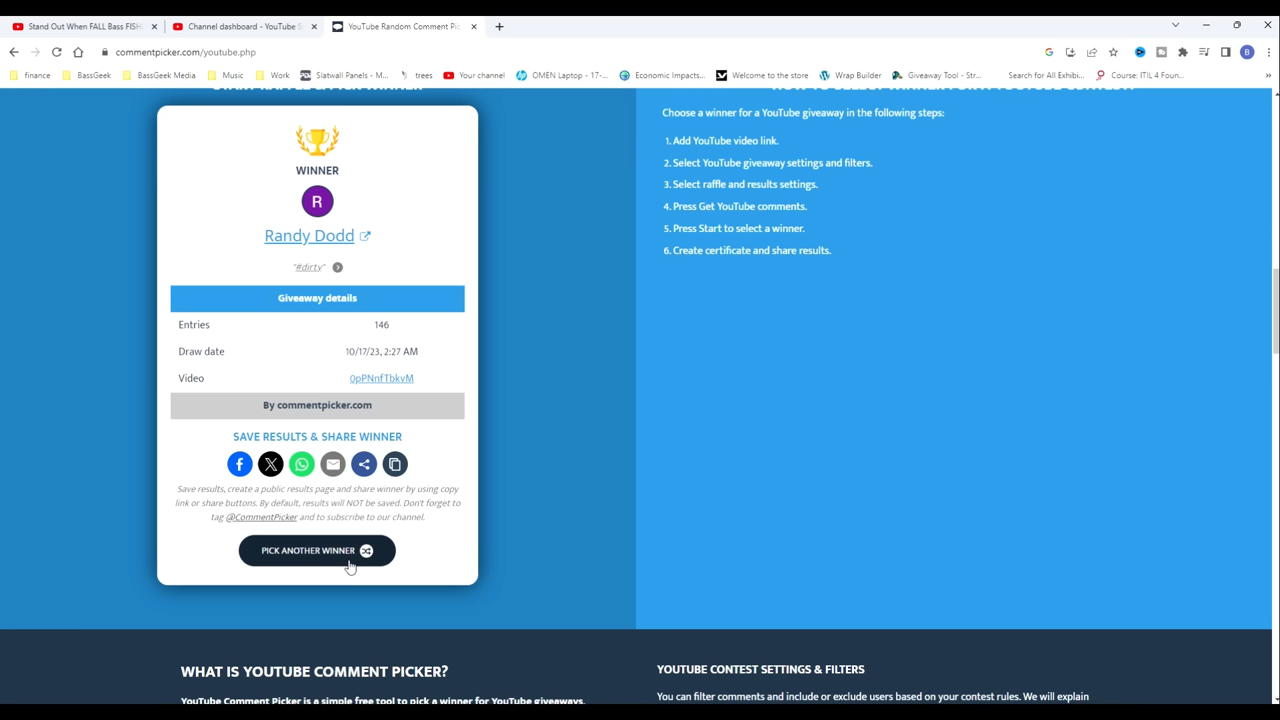 Stand Out When FALL Bass FISH
Channel dashboard - YouTube S
YouTube Random Comment Pic
commentpicker.com/youtube.php
B
finance
BassGeek
BassGeek Media
Music
Work
Slatwall Panels - M...
trees
Your channel
OMEN Laptop - 17-...
Economic Impacts...
Welcome to the store
Wrap Builder
Giveaway Tool - Str...
Search for All Exhibi...
Course: ITIL 4 Foun...
»
WINNER
R
Randy Dodd
"#dirty"
Giveaway details
Entries 146
Draw date 10/17/23, 2:27 AM
Video 0pPNnfTbkvM
By commentpicker.com
SAVE RESULTS & SHARE WINNER
Save results, create a public results page and share winner by using copy
link or share buttons. By default, results will NOT be saved. Don't forget to
tag @CommentPicker and to subscribe to our channel.
PICK ANOTHER WINNER
Choose a winner for a YouTube giveaway in the following steps:
1. Add YouTube video link.
2. Select YouTube giveaway settings and filters.
3. Select raffle and results settings.
4. Press Get YouTube comments.
5. Press Start to select a winner.
6. Create certificate and share results.
WHAT IS YOUTUBE COMMENT PICKER?
YouTube Comment Picker is a simple free tool to pick a winner for YouTube giveaways.
YOUTUBE CONTEST SETTINGS & FILTERS
You can filter comments and include or exclude users based on your contest rules. We will explain